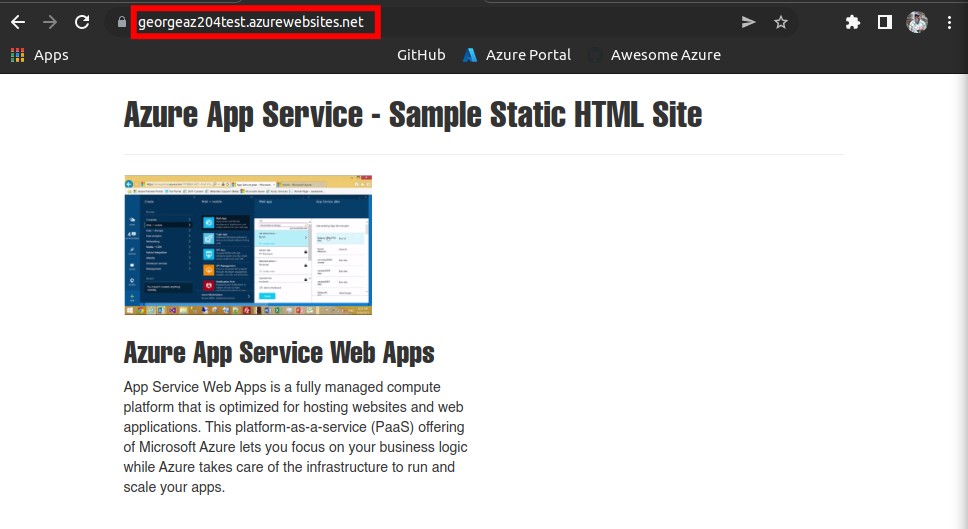 georgeaz204test.azurewebsites.net
Apps GitHub Azure Portal Awesome Azure
Azure App Service - Sample Static HTML Site
Azure App Service Web Apps
App Service Web Apps is a fully managed compute
platform that is optimized for hosting websites and web
applications. This platform-as-a-service (PaaS) offering
of Microsoft Azure lets you focus on your business logic
while Azure takes care of the infrastructure to run and
scale your apps.